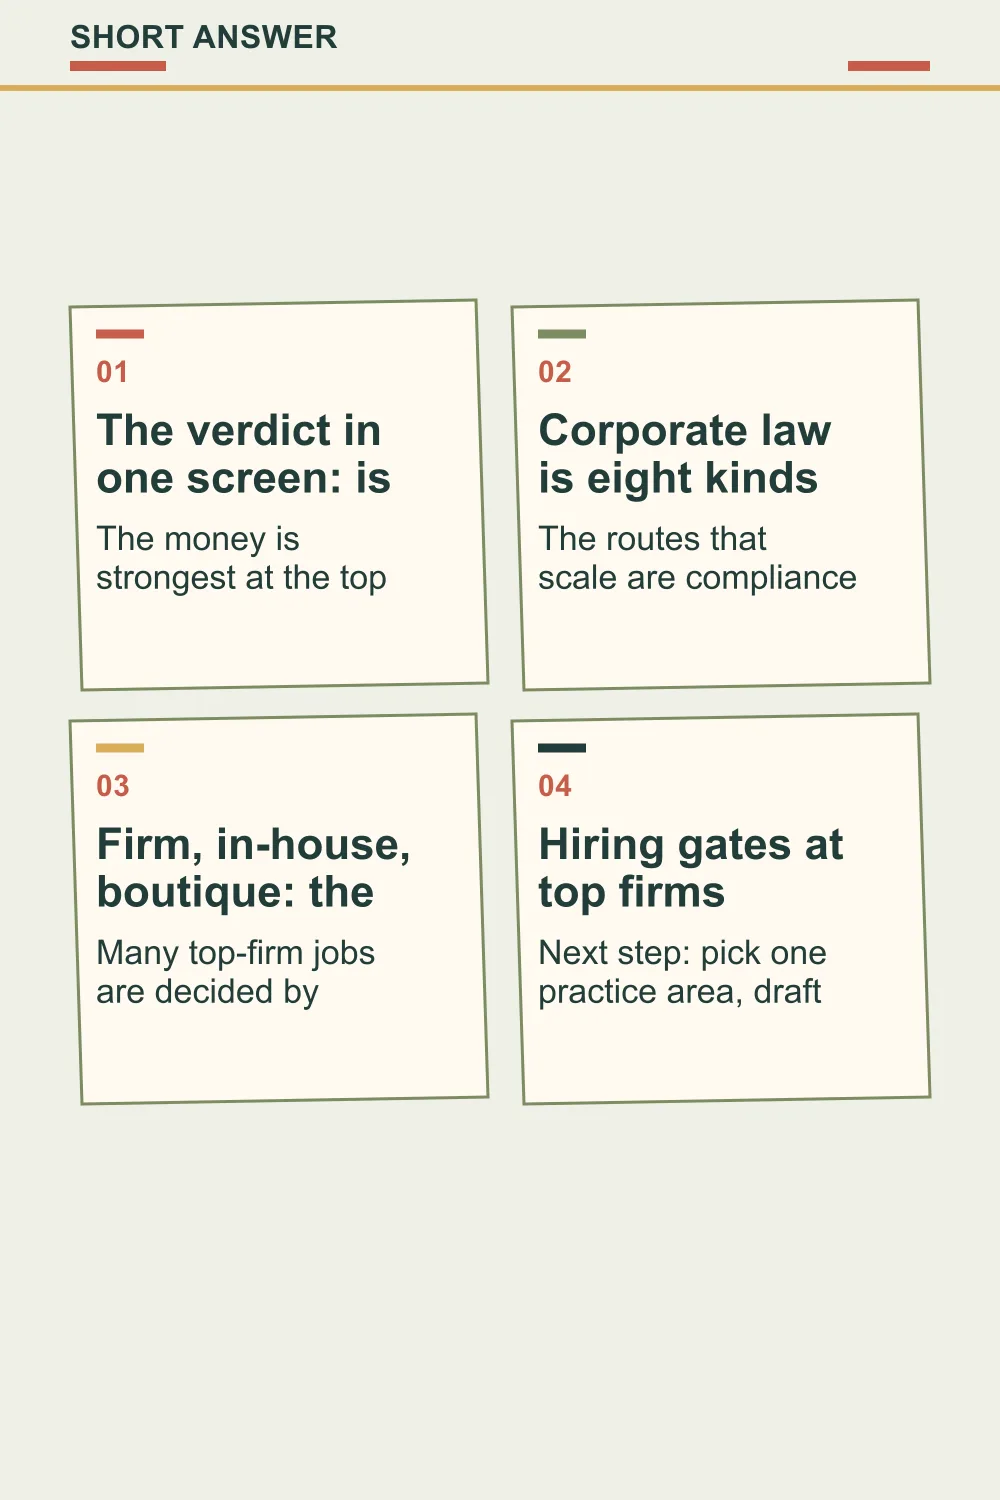 SHORT ANSWER
01
The verdict in
one screen: is
The money is
strongest at the top
02
Corporate law
is eight kinds
The routes that
scale are compliance
03
Firm, in-house,
boutique: the
Many top-firm jobs
are decided by
04
Hiring gates at
top firms
Next step: pick one
practice area, draft